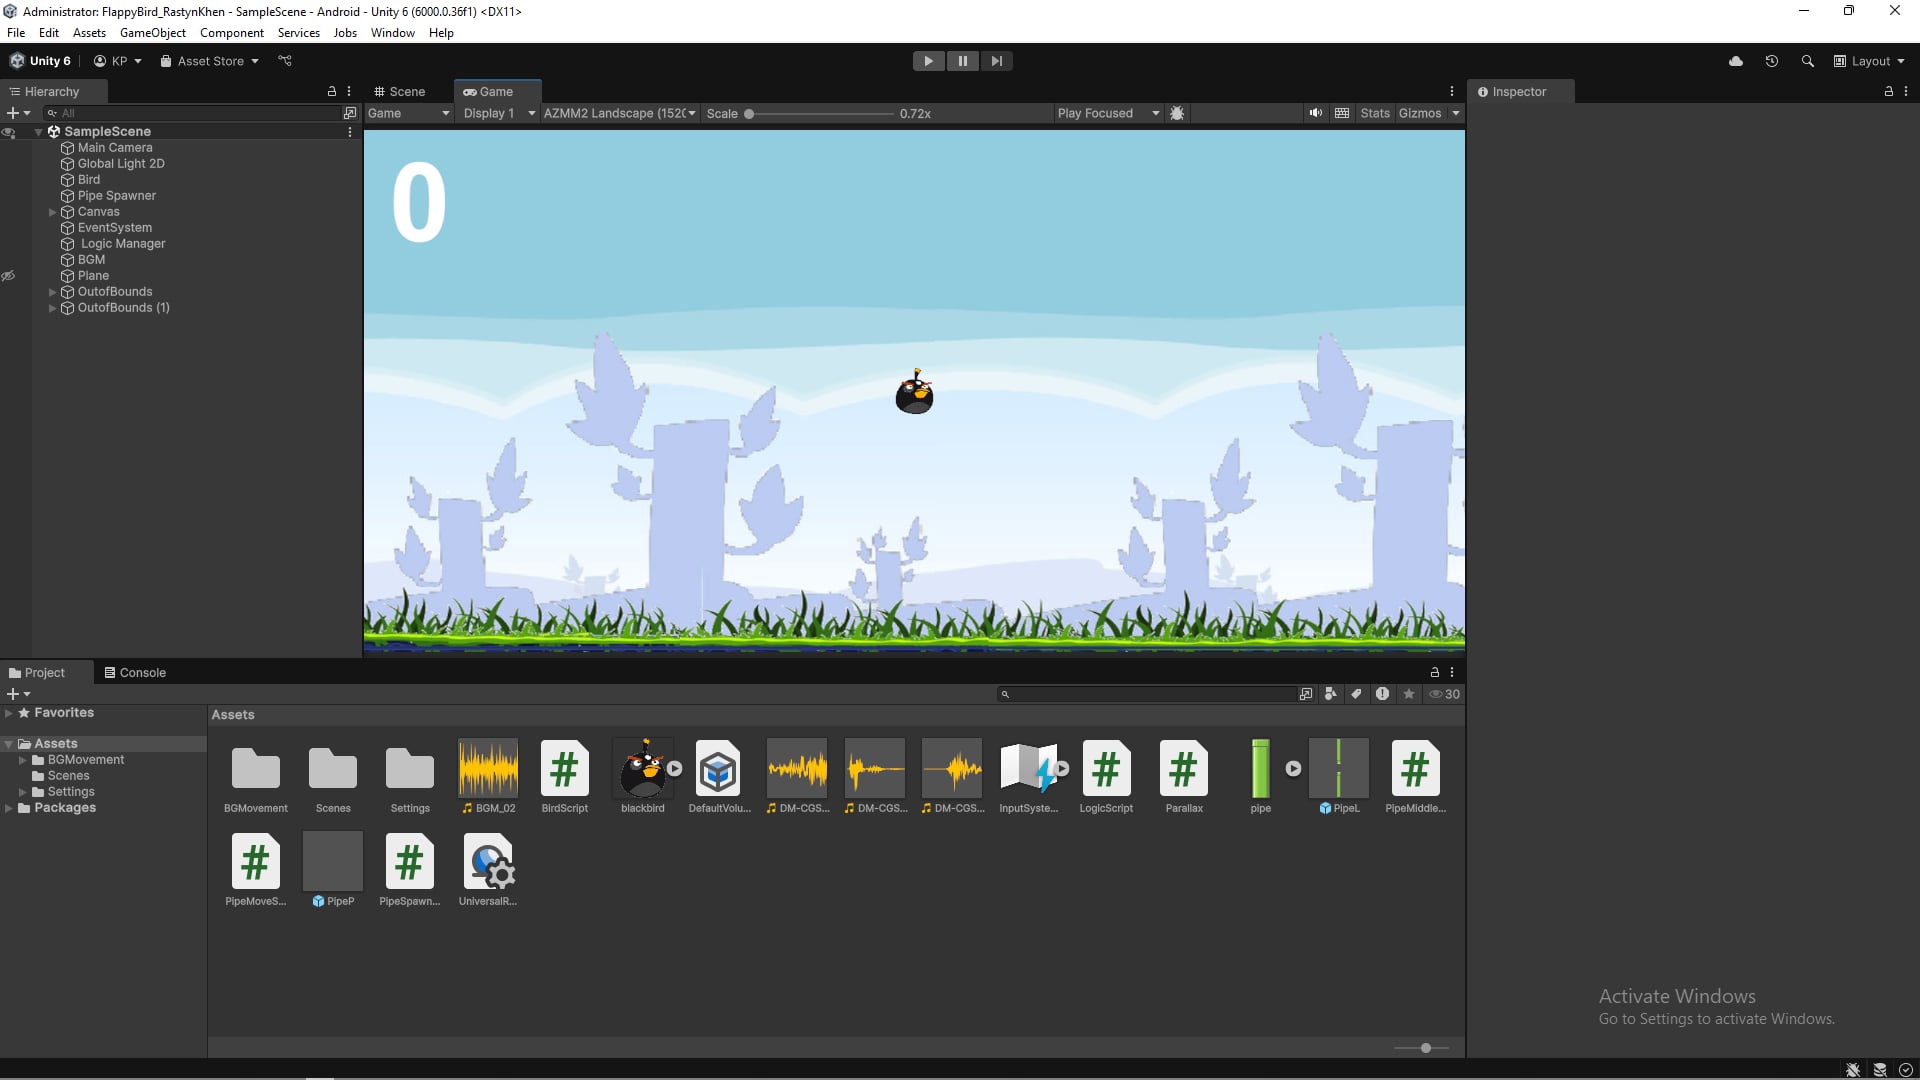 Administrator: FlappyBird_RastynKhen - SampleScene - Android - Unity 6 (6000.0.36f1) <DX11>
File Edit Assets GameObject Component Services Jobs Window Help
Unity 6 KP Asset Store Layout
Hierarchy
All
SampleScene
Main Camera
Global Light 2D
Bird
Pipe Spawner
Canvas
EventSystem
Logic Manager
BGM
Plane
OutofBounds
OutofBounds (1)
Scene Game
Game Display 1 AZMM2 Landscape (152( Scale 0.72x Play Focused Stats Gizmos
0
Inspector
Project Console
30
Favorites
Assets
BGMovement
Scenes
Settings
Packages
Assets
BGMovement Scenes Settings BGM_02 BirdScript blackbird DefaultVolu... DM-CGS... DM-CGS... DM-CGS... InputSyste... LogicScript Parallax pipe PipeL PipeMiddle...
PipeMoveS... PipeP PipeSpawn... UniversalR...
Activate Windows
Go to Settings to activate Windows.